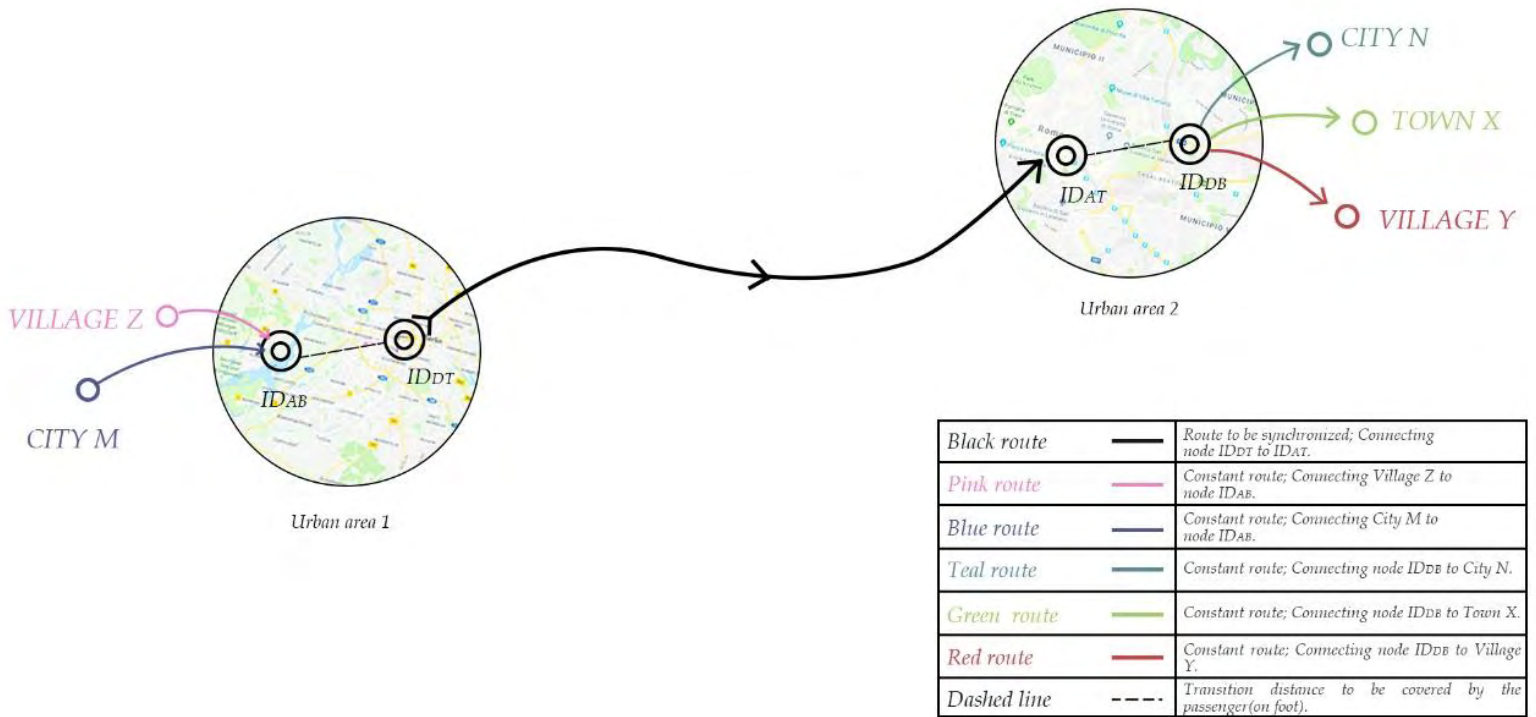 CITY N
TOWN X
VILLAGE Y
MUNICIPIO II
Roma
IDAT
IDDB
Urban area 2
VILLAGE Z
CITY M
IDAB
IDDT
Urban area 1
Black route
Route to be synchronized; Connecting
node IDDT to IDAT.
Pink route
Constant route; Connecting Village Z to
node IDAB.
Blue route
Constant route; Connecting City M to
node IDAB.
Teal route
Constant route; Connecting node IDDB to City N.
Green route
Constant route; Connecting node IDDB to Town X.
Red route
Constant route; Connecting node IDDB to Village
Y.
Dashed line
Transition distance to be covered by the
passenger(on foot).